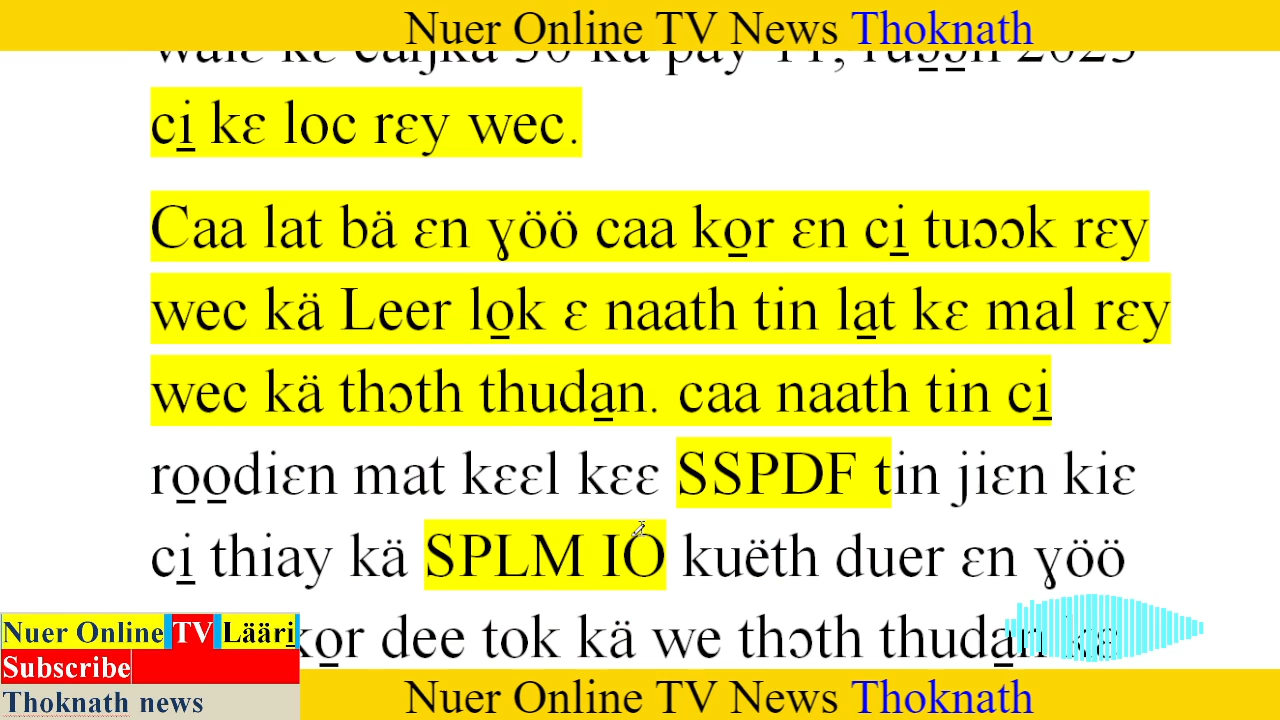 Nuer Online TV News Thoknath
ci̱ kɛ loc rɛy wec.
Caa lat bä ɛn ɣöö caa ko̱r ɛn ci̱ tuɔɔk rɛy
wec kä Leer lo̱k ɛ naath tin la̱t kɛ mal rɛy
wec kä thɔth thuda̱n. caa naath tin ci̱
ro̱o̱diɛn mat kɛɛl kɛɛ SSPDF tin jiɛn kiɛ
ci̱ thiay kä SPLM IO kuëth duer ɛn ɣöö
ko̱r dee tok kä we thɔth thuda̱n kɛ
Nuer Online TV Lääri̱
Subscribe
Thoknath news
Nuer Online TV News Thoknath